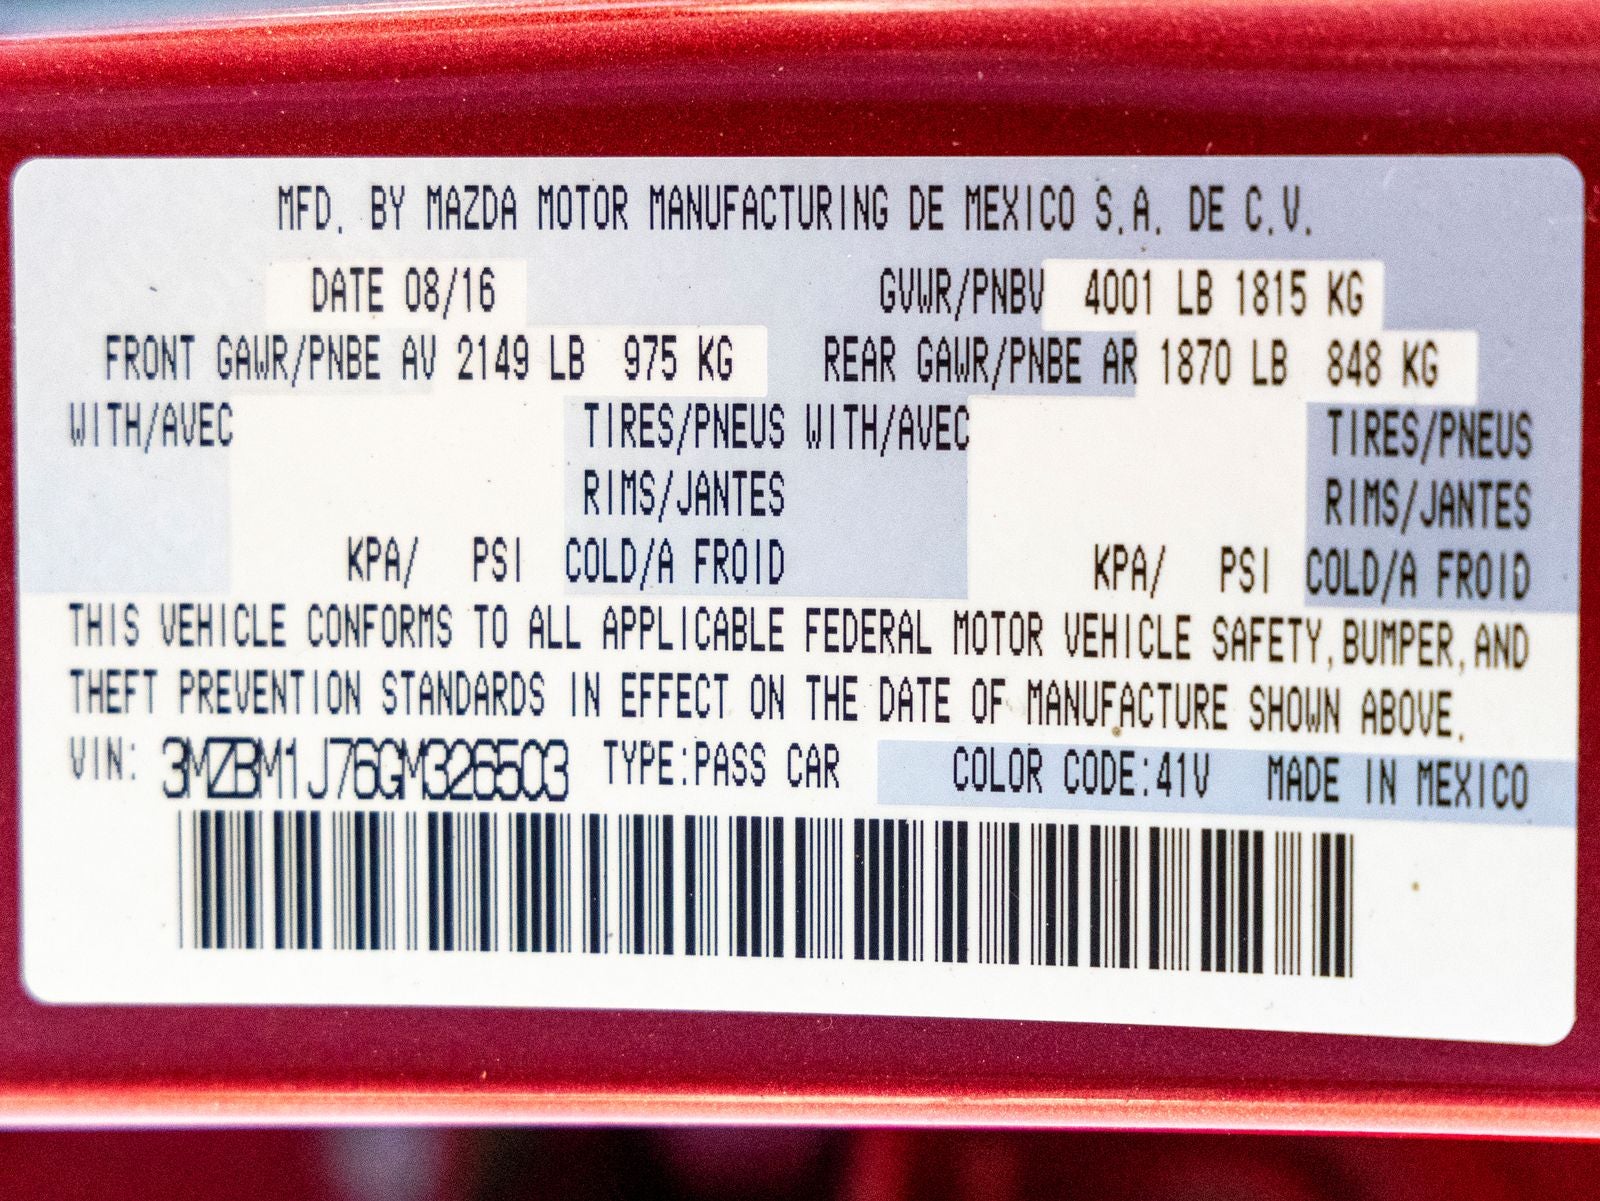 MFD. BY MAZDA MOTOR MANUFACTURING DE MEXICO S.A. DE C.V.
DATE 08/16 GVWR/PNBV 4001 LB 1815 KG
FRONT GAWR/PNBE AV 2149 LB 975 KG REAR GAWR/PNBE AR 1870 LB 848 KG
WITH/AVEC TIRES/PNEUS WITH/AVEC TIRES/PNEUS
RIMS/JANTES RIMS/JANTES
KPA/ PSI COLD/A FROID KPA/ PSI COLD/A FROID
THIS VEHICLE CONFORMS TO ALL APPLICABLE FEDERAL MOTOR VEHICLE SAFETY, BUMPER, AND
THEFT PREVENTION STANDARDS IN EFFECT ON THE DATE OF MANUFACTURE SHOWN ABOVE.
VIN: 3MZBM1J76GM326503 TYPE:PASS CAR COLOR CODE:41V MADE IN MEXICO